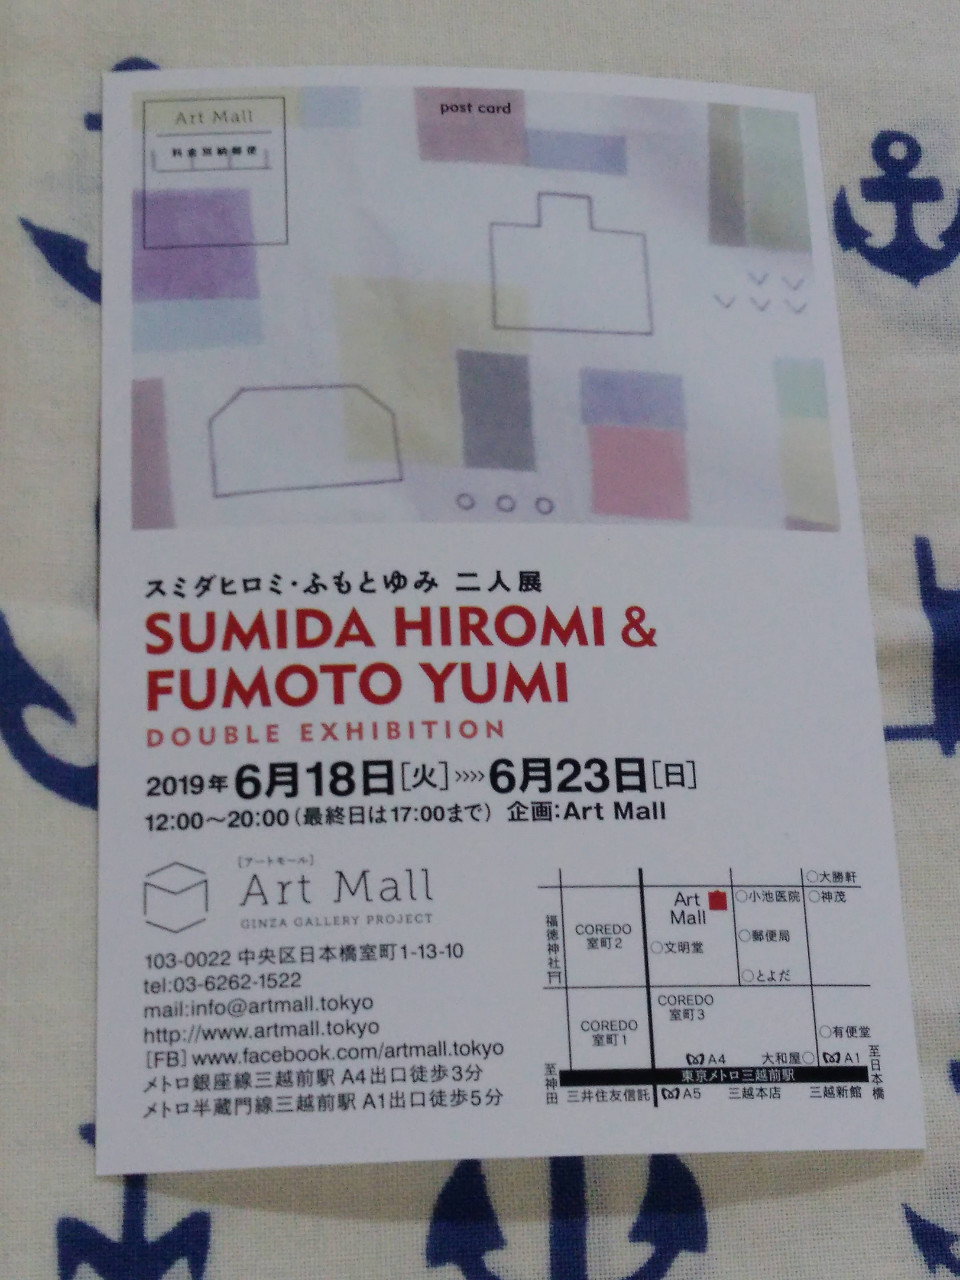 Art Mall
料金別納郵便
post card
スミダヒロミ・ふもとゆみ 二人展
SUMIDA HIROMI &
FUMOTO YUMI
DOUBLE EXHIBITION
2019年6月18日[火]>>>>6月23日[日]
12:00〜20:00(最終日は17:00まで) 企画:Art Mall
[アートモール]
Art Mall
GINZA GALLERY PROJECT
103-0022 中央区日本橋室町1-13-10
tel:03-6262-1522
mail:info@artmall.tokyo
http://www.artmall.tokyo
[FB]www.facebook.com/artmall.tokyo
メトロ銀座線三越前駅 A4出口徒歩3分
メトロ半蔵門線三越前駅 A1出口徒歩5分
○大勝軒
Art
Mall
○小池医院
○神茂
福徳神社
COREDO
室町2
○文明堂
○郵便局
○とよだ
COREDO
室町1
COREDO
室町3
○有便堂
A4
大和屋○
A1
至神田
東京メトロ三越前駅
至日本橋
三井住友信託
A5
三越本店
三越新館